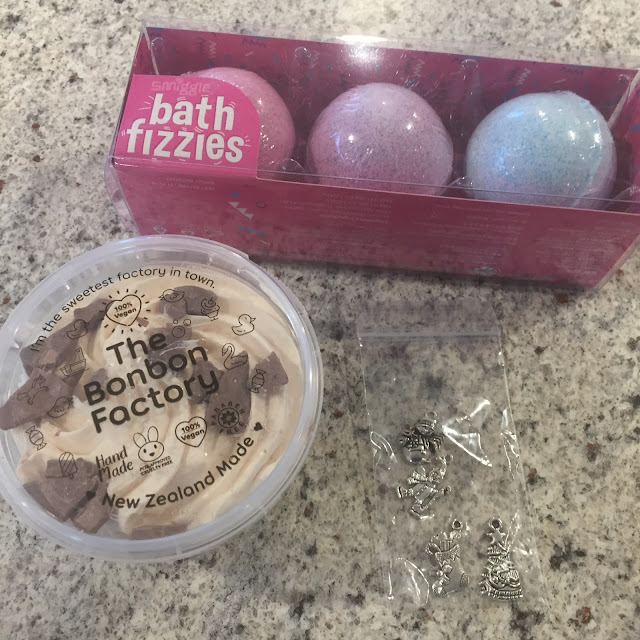 smiggle
bath
fizzies
I'm the sweetest factory in town.
100%
Vegan
The
Bonbon
Factory
Hand
Made
100%
Vegan
New Zealand Made